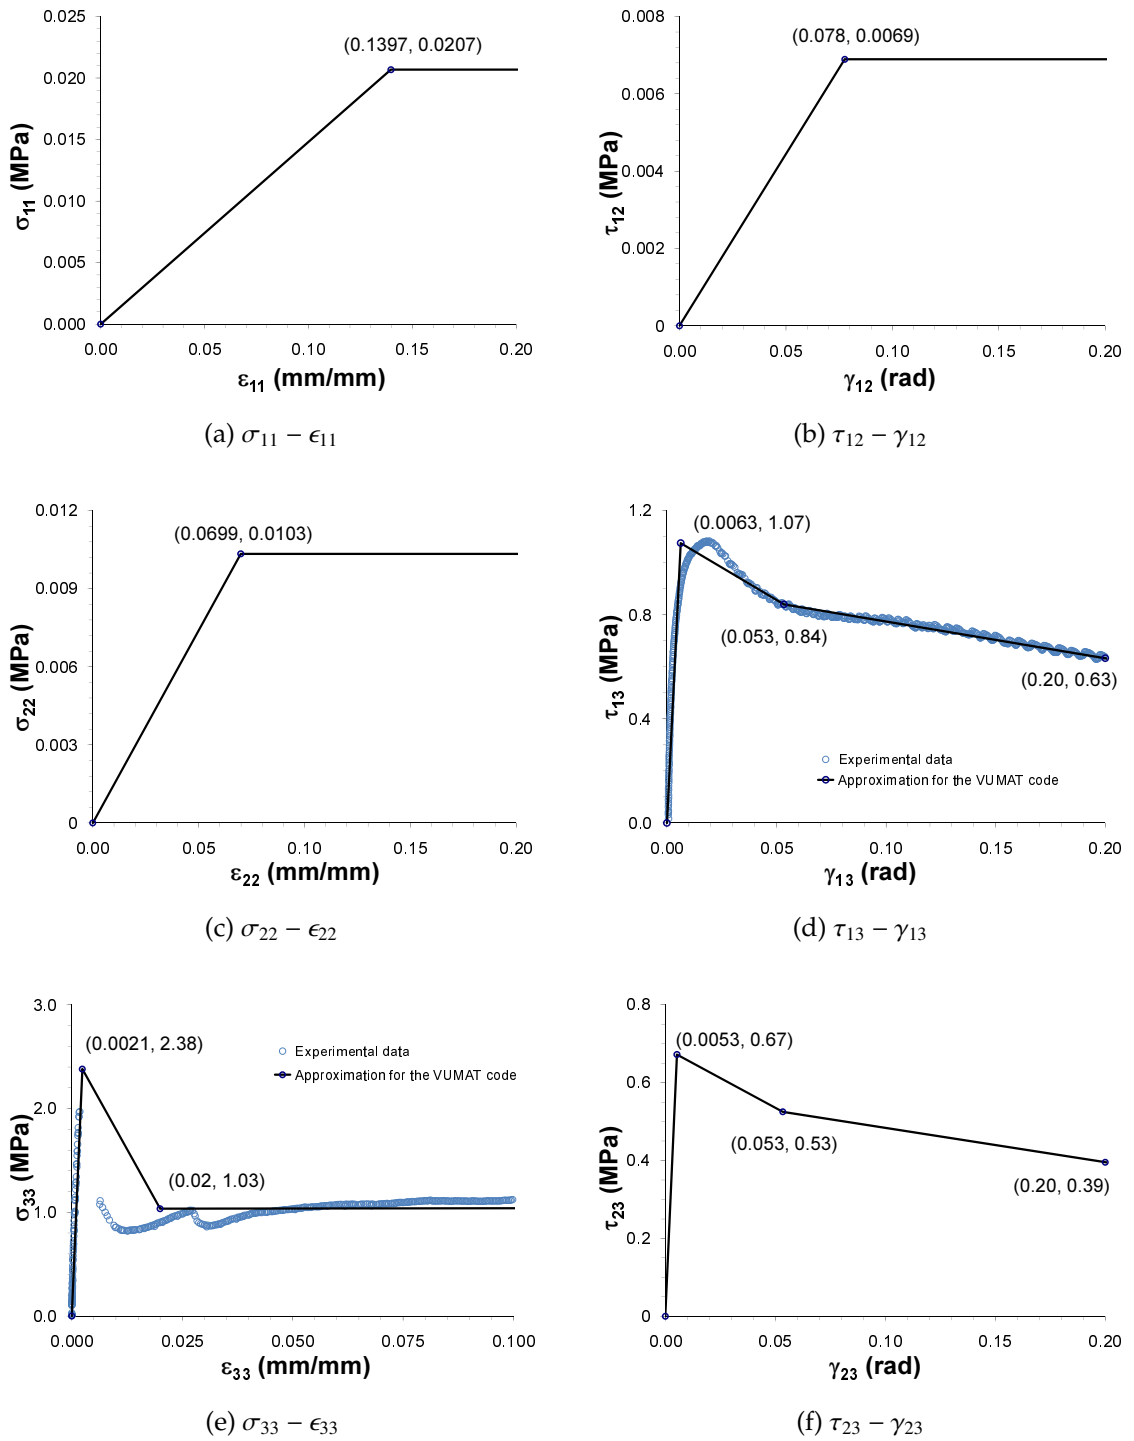 0.025
0.020
0.015
0.010
0.005
0.000
σ11 (MPa)
(0.1397, 0.0207)
0.00 0.05 0.10 0.15 0.20
ε11 (mm/mm)
(a) σ11 − ϵ11
0.008
0.006
0.004
0.002
0
τ12 (MPa)
(0.078, 0.0069)
0.00 0.05 0.10 0.15 0.20
γ12 (rad)
(b) τ12 − γ12
0.012
0.009
0.006
0.003
0
σ22 (MPa)
(0.0699, 0.0103)
0.00 0.05 0.10 0.15 0.20
ε22 (mm/mm)
(c) σ22 − ϵ22
1.2
0.8
0.4
0.0
τ13 (MPa)
(0.0063, 1.07)
(0.053, 0.84)
(0.20, 0.63)
Experimental data
Approximation for the VUMAT code
0.00 0.05 0.10 0.15 0.20
γ13 (rad)
(d) τ13 − γ13
3.0
2.0
1.0
0.0
σ33 (MPa)
(0.0021, 2.38)
Experimental data
Approximation for the VUMAT code
(0.02, 1.03)
0.000 0.025 0.050 0.075 0.100
ε33 (mm/mm)
(e) σ33 − ϵ33
0.8
0.6
0.4
0.2
0
τ23 (MPa)
(0.0053, 0.67)
(0.053, 0.53)
(0.20, 0.39)
0.00 0.05 0.10 0.15 0.20
γ23 (rad)
(f) τ23 − γ23